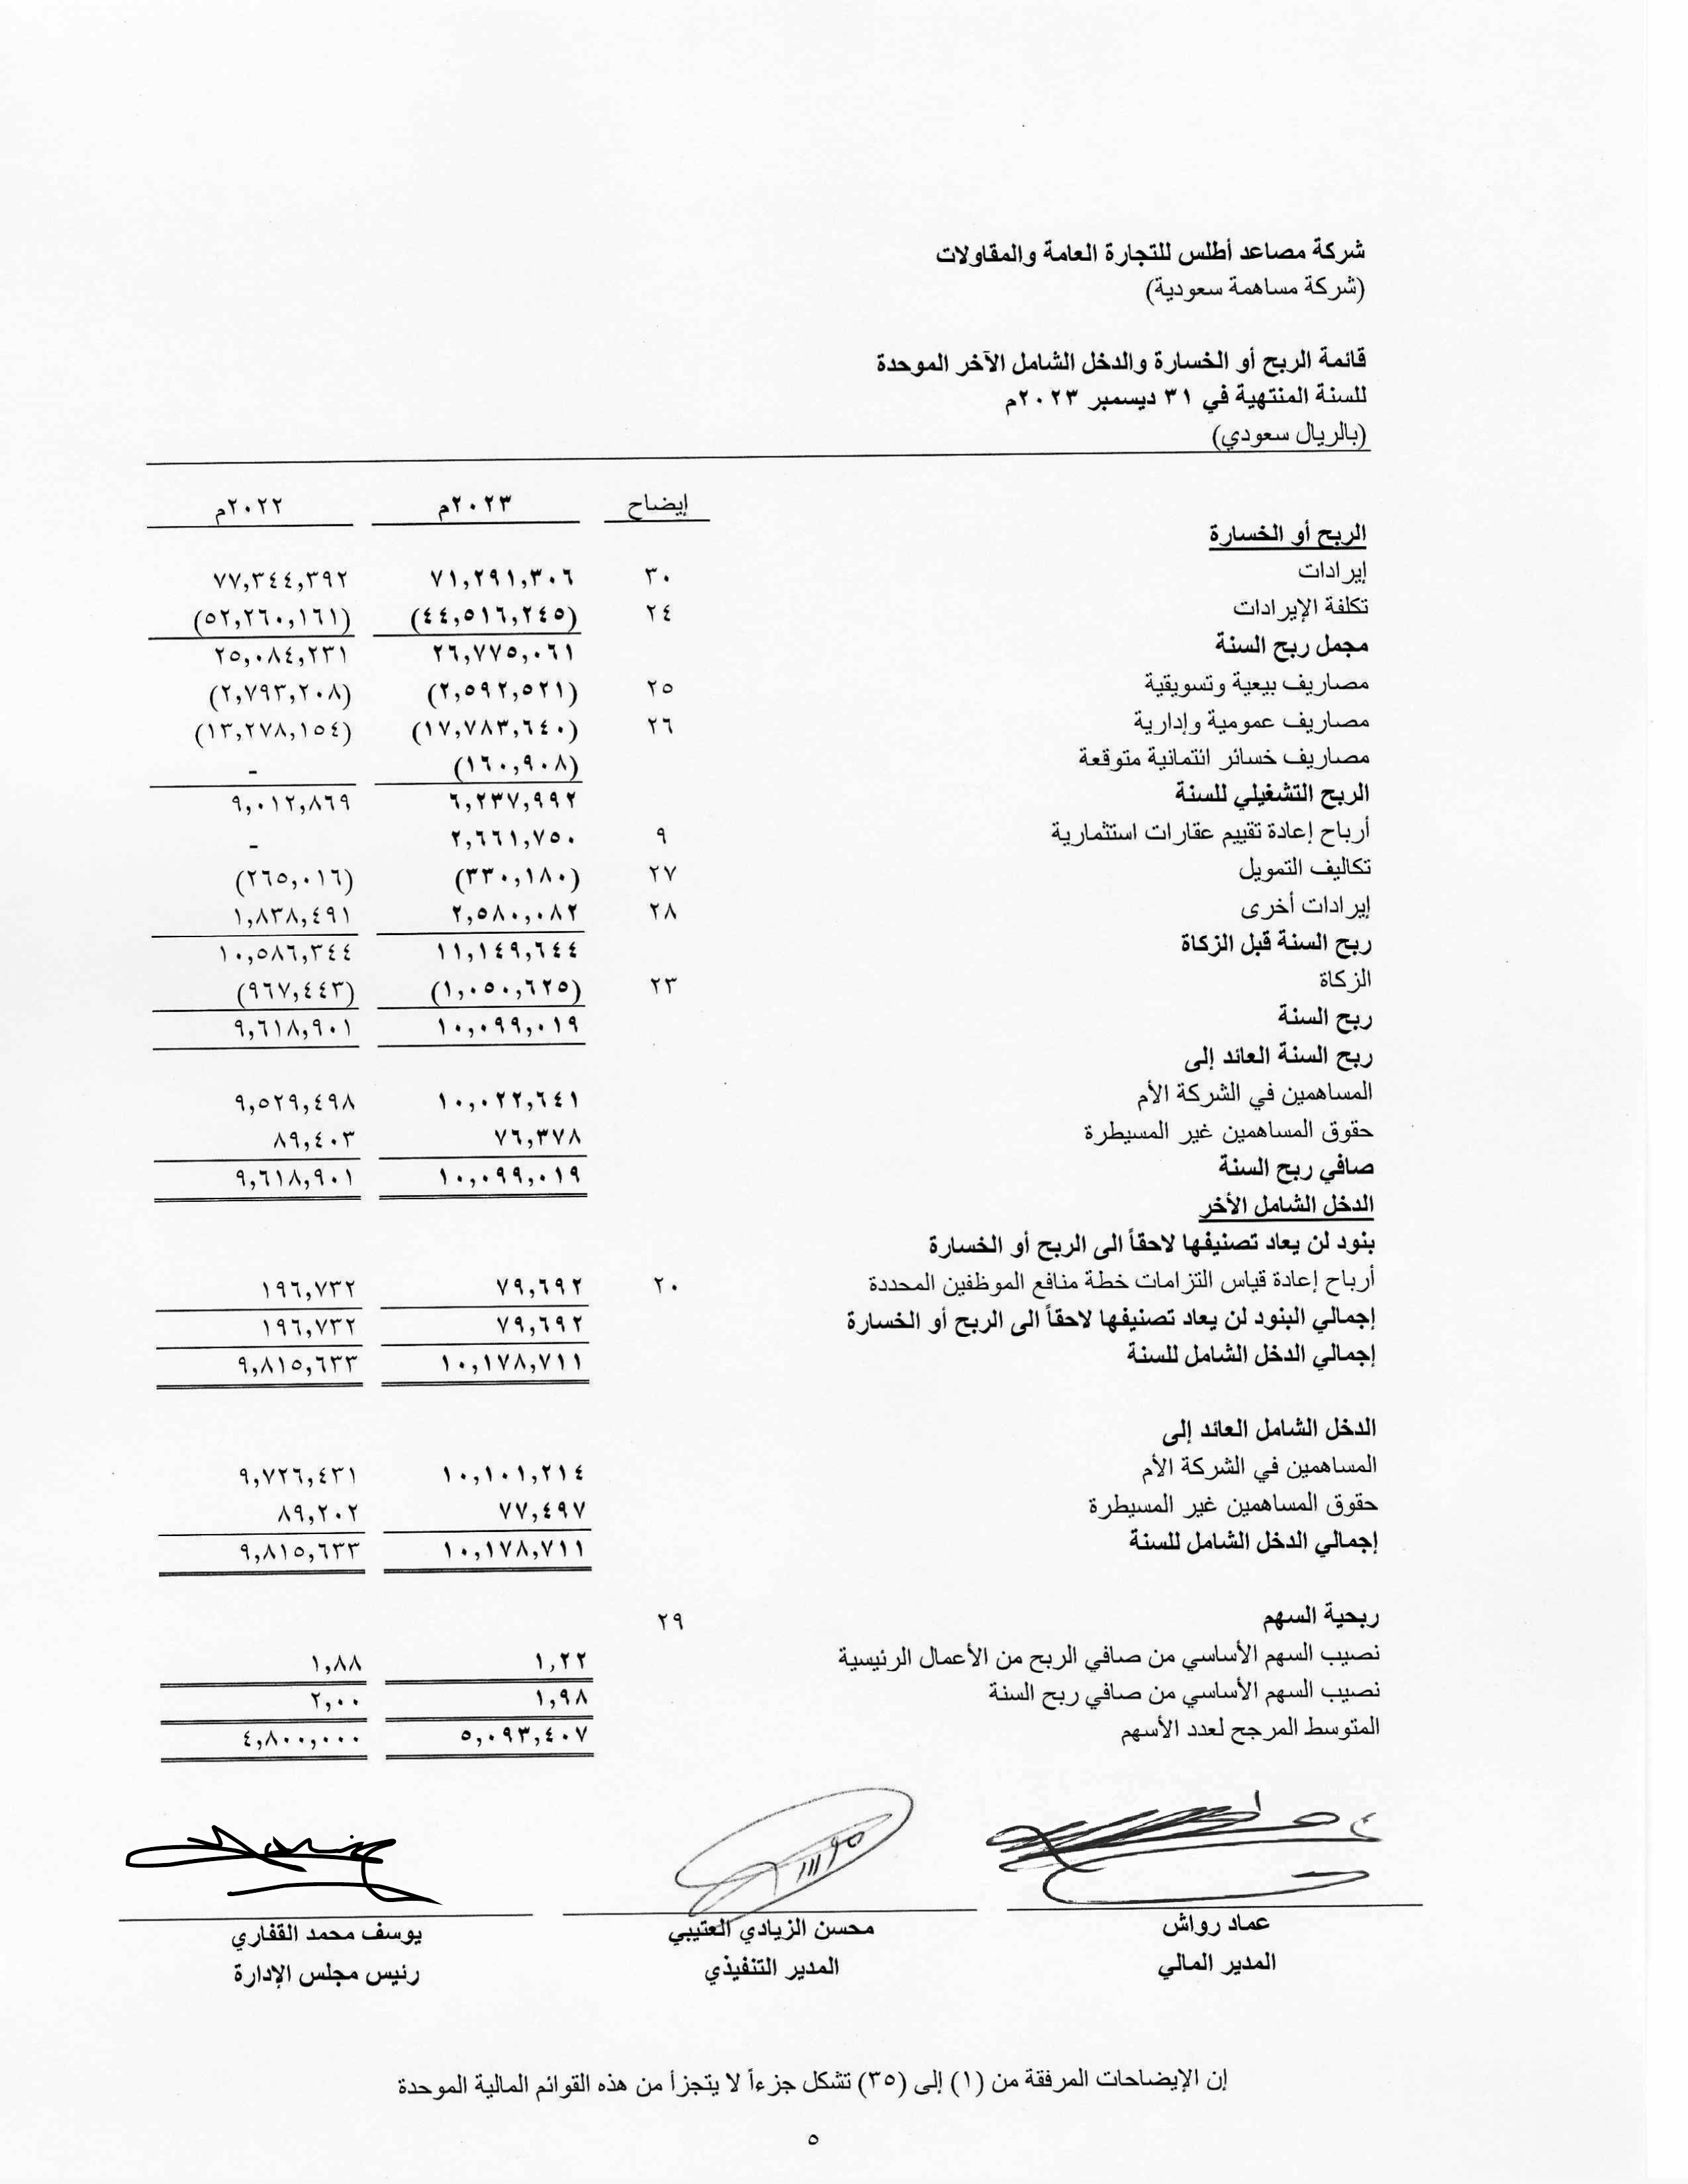 شركة مصاعد أطلس للتجارة العامة والمقاولات
(شركة مساهمة سعودية)
قائمة الربح أو الخسارة والدخل الشامل الآخر الموحدة
للسنة المنتهية في ٣١ ديسمبر ٢٠٢٣م
(بالريال سعودي)
إيضاح ٢٠٢٣م ٢٠٢٢م
الربح أو الخسارة
إيرادات ٣٠ ٧١,٢٩١,٣٠٦ ٧٧,٣٤٤,٣٩٢
تكلفة الإيرادات ٢٤ (٤٤,٥١٦,٢٤٥) (٥٢,٢٦٠,١٦١)
مجمل ربح السنة ٢٦,٧٧٥,٠٦١ ٢٥,٠٨٤,٢٣١
مصاريف بيعية وتسويقية ٢٥ (٢,٥٩٢,٥٢١) (٢,٧٩٣,٢٠٨)
مصاريف عمومية وإدارية ٢٦ (١٧,٧٨٣,٦٤٠) (١٣,٢٧٨,١٥٤)
مصاريف خسائر ائتمانية متوقعة (١٦٠,٩٠٨) -
الربح التشغيلي للسنة ٦,٢٣٧,٩٩٢ ٩,٠١٢,٨٦٩
أرباح إعادة تقييم عقارات استثمارية ٩ ٢,٦٦١,٧٥٠ -
تكاليف التمويل ٢٧ (٣٣٠,١٨٠) (٢٦٥,٠١٦)
إيرادات أخرى ٢٨ ٢,٥٨٠,٠٨٢ ١,٨٣٨,٤٩١
ربح السنة قبل الزكاة ١١,١٤٩,٦٤٤ ١٠,٥٨٦,٣٤٤
الزكاة ٢٣ (١,٠٥٠,٦٢٥) (٩٦٧,٤٤٣)
ربح السنة ١٠,٠٩٩,٠١٩ ٩,٦١٨,٩٠١
ربح السنة العائد إلى
المساهمين في الشركة الأم ١٠,٠٢٢,٦٤١ ٩,٥٢٩,٤٩٨
حقوق المساهمين غير المسيطرة ٧٦,٣٧٨ ٨٩,٤٠٣
صافي ربح السنة ١٠,٠٩٩,٠١٩ ٩,٦١٨,٩٠١
الدخل الشامل الأخر
بنود لن يعاد تصنيفها لاحقاً الى الربح أو الخسارة
أرباح إعادة قياس التزامات خطة منافع الموظفين المحددة ٢٠ ٧٩,٦٩٢ ١٩٦,٧٣٢
إجمالي البنود لن يعاد تصنيفها لاحقاً الى الربح أو الخسارة ٧٩,٦٩٢ ١٩٦,٧٣٢
إجمالي الدخل الشامل للسنة ١٠,١٧٨,٧١١ ٩,٨١٥,٦٣٣
الدخل الشامل العائد إلى
المساهمين في الشركة الأم ١٠,١٠١,٢١٤ ٩,٧٢٦,٤٣١
حقوق المساهمين غير المسيطرة ٧٧,٤٩٧ ٨٩,٢٠٢
إجمالي الدخل الشامل للسنة ١٠,١٧٨,٧١١ ٩,٨١٥,٦٣٣
ربحية السهم ٢٩
نصيب السهم الأساسي من صافي الربح من الأعمال الرئيسية ١,٢٢ ١,٨٨
نصيب السهم الأساسي من صافي ربح السنة ١,٩٨ ٢,٠٠
المتوسط المرجح لعدد الأسهم ٥,٠٩٣,٤٠٧ ٤,٨٠٠,٠٠٠
عماد رواش محسن الزيادي العتيبي يوسف محمد القفاري
المدير المالي المدير التنفيذي رئيس مجلس الإدارة
إن الإيضاحات المرفقة من (١) إلى (٣٥) تشكل جزءاً لا يتجزأ من هذه القوائم المالية الموحدة
٥